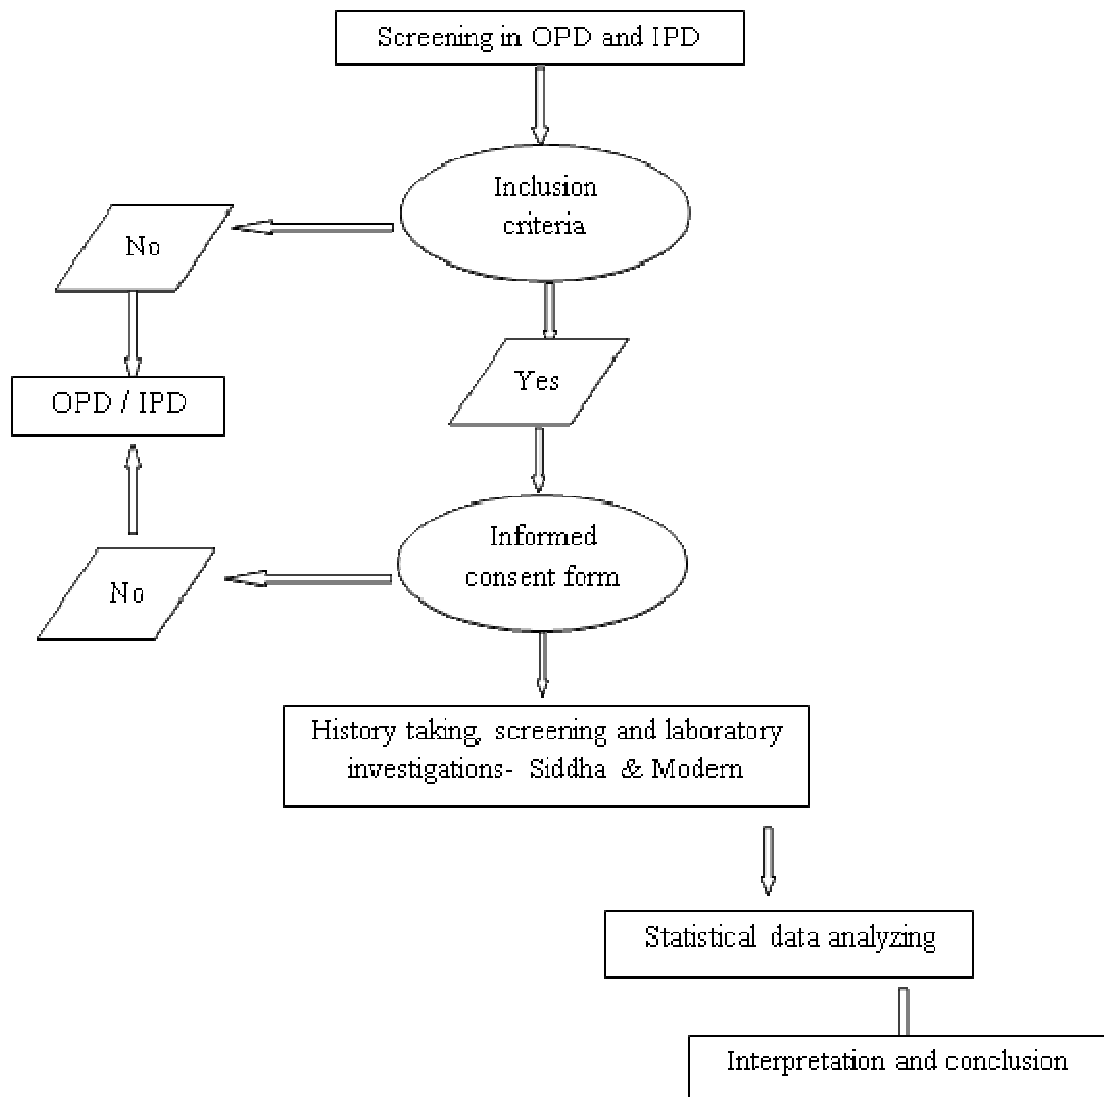 Screening in OPD and IPD
Inclusion
criteria
No
Yes
OPD / IPD
Informed
consent form
No
History taking, screening and laboratory
investigations- Siddha & Modern
Statistical data analyzing
Interpretation and conclusion